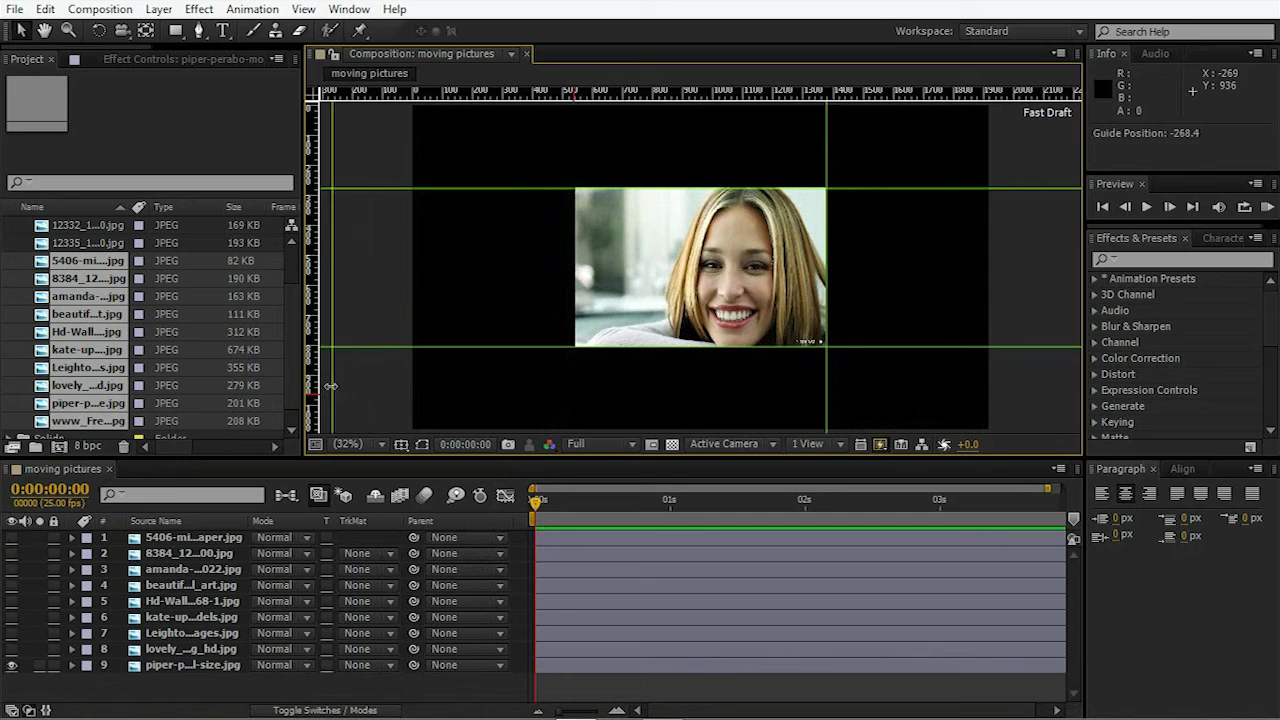 File Edit Composition Layer Effect Animation View Window Help
Workspace: Standard
Search Help
Project
Effect Controls: piper-perabo-mo
Composition: moving pictures
moving pictures
Info
Audio
R :
G :
B :
A : 0
X : -269
Y : 936
Guide Position: -268.4
Fast Draft
Name Type Size Frame
12332_1...0.jpg JPEG 169 KB
12335_1...0.jpg JPEG 193 KB
5406-mi....jpg JPEG 82 KB
8384_12....jpg JPEG 190 KB
amanda-...0.jpg JPEG 163 KB
beautif...t.jpg JPEG 111 KB
Hd-Wall....jpg JPEG 312 KB
kate-up....jpg JPEG 674 KB
Leighto...s.jpg JPEG 355 KB
lovely_...d.jpg JPEG 279 KB
piper-p...e.jpg JPEG 201 KB
www_Fre...pg JPEG 208 KB
Solids Folder
8 bpc
Preview
Effects & Presets
Characte
* Animation Presets
3D Channel
Audio
Blur & Sharpen
Channel
Color Correction
Distort
Expression Controls
Generate
Keying
Matte
(32%) 0:00:00:00 Full Active Camera 1 View +0.0
moving pictures
0:00:00:00
00000 (25.00 fps)
01s 02s 03s
# Source Name Mode T TrkMat Parent
1 5406-mi...aper.jpg Normal None
2 8384_12...00.jpg Normal None None
3 amanda-...022.jpg Normal None None
4 beautif...l_art.jpg Normal None None
5 Hd-Wall...68-1.jpg Normal None None
6 kate-up...dels.jpg Normal None None
7 Leighto...ages.jpg Normal None None
8 lovely_...g_hd.jpg Normal None None
9 piper-p...l-size.jpg Normal None None
Toggle Switches / Modes
Paragraph
Align
0 px 0 px 0 px
0 px 0 px